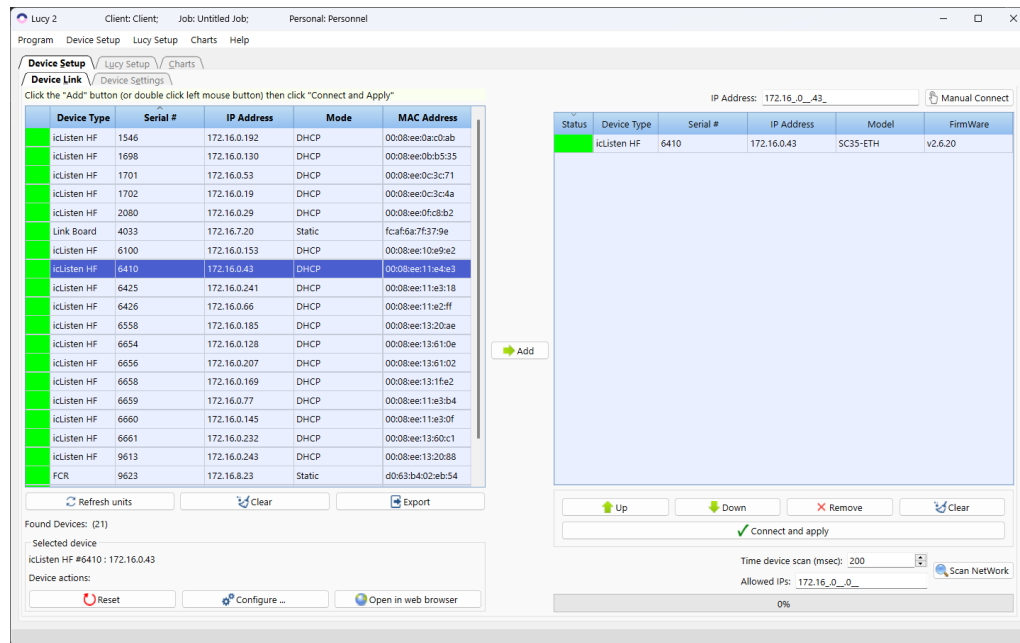 Lucy 2 Client: Client; Job: Untitled Job; Personal: Personnel
Program Device Setup Lucy Setup Charts Help
Device Setup Lucy Setup Charts
Device Link Device Settings
Click the "Add" button (or double click left mouse button) then click "Connect and Apply"
Device Type Serial # IP Address Mode MAC Address
icListen HF 1546 172.16.0.192 DHCP 00:08:ee:0a:c0:ab
icListen HF 1698 172.16.0.130 DHCP 00:08:ee:0b:b5:35
icListen HF 1701 172.16.0.53 DHCP 00:08:ee:0c:3c:71
icListen HF 1702 172.16.0.19 DHCP 00:08:ee:0c:3c:4a
icListen HF 2080 172.16.0.29 DHCP 00:08:ee:0f:c8:b2
Link Board 4033 172.16.7.20 Static fc:af:6a:7f:37:9e
icListen HF 6100 172.16.0.153 DHCP 00:08:ee:10:e9:e2
icListen HF 6410 172.16.0.43 DHCP 00:08:ee:11:e4:e3
icListen HF 6425 172.16.0.241 DHCP 00:08:ee:11:e3:18
icListen HF 6426 172.16.0.66 DHCP 00:08:ee:11:e2:ff
icListen HF 6558 172.16.0.185 DHCP 00:08:ee:13:20:ae
icListen HF 6654 172.16.0.128 DHCP 00:08:ee:13:61:0e
icListen HF 6656 172.16.0.207 DHCP 00:08:ee:13:61:02
icListen HF 6658 172.16.0.169 DHCP 00:08:ee:13:1f:e2
icListen HF 6659 172.16.0.77 DHCP 00:08:ee:11:e3:b4
icListen HF 6660 172.16.0.145 DHCP 00:08:ee:11:e3:0f
icListen HF 6661 172.16.0.232 DHCP 00:08:ee:13:60:c1
icListen HF 9613 172.16.0.243 DHCP 00:08:ee:13:20:88
FCR 9623 172.16.8.23 Static d0:63:b4:02:eb:54
Refresh units Clear Export
Found Devices: (21)
Selected device
icListen HF #6410 : 172.16.0.43
Device actions:
Reset Configure ... Open in web browser
Add
IP Address: 172.16_.0__.43_ Manual Connect
Status Device Type Serial # IP Address Model FirmWare
icListen HF 6410 172.16.0.43 SC35-ETH v2.6.20
Up Down Remove Clear
Connect and apply
Time device scan (msec): 200
Allowed IPs: 172.16_.0__.0__
Scan NetWork
0%